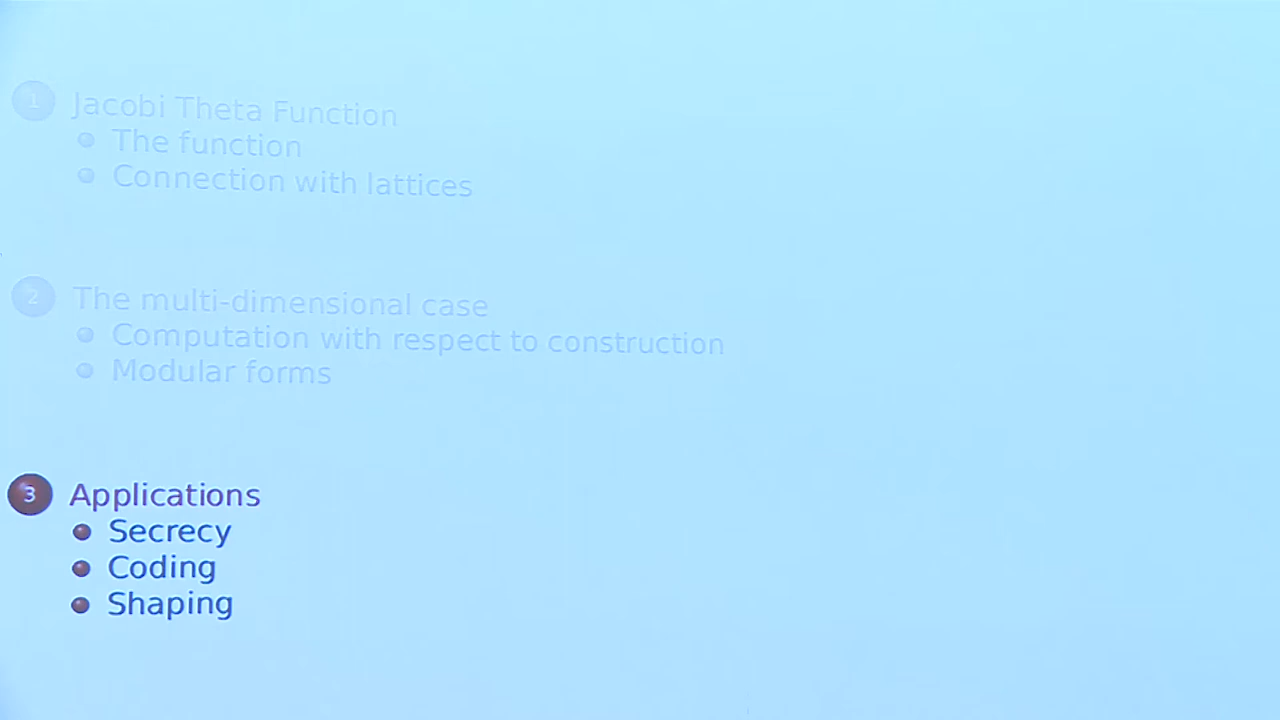 1 Jacobi Theta Function
The function
Connection with lattices
2 The multi-dimensional case
Computation with respect to construction
Modular forms
3 Applications
Secrecy
Coding
Shaping